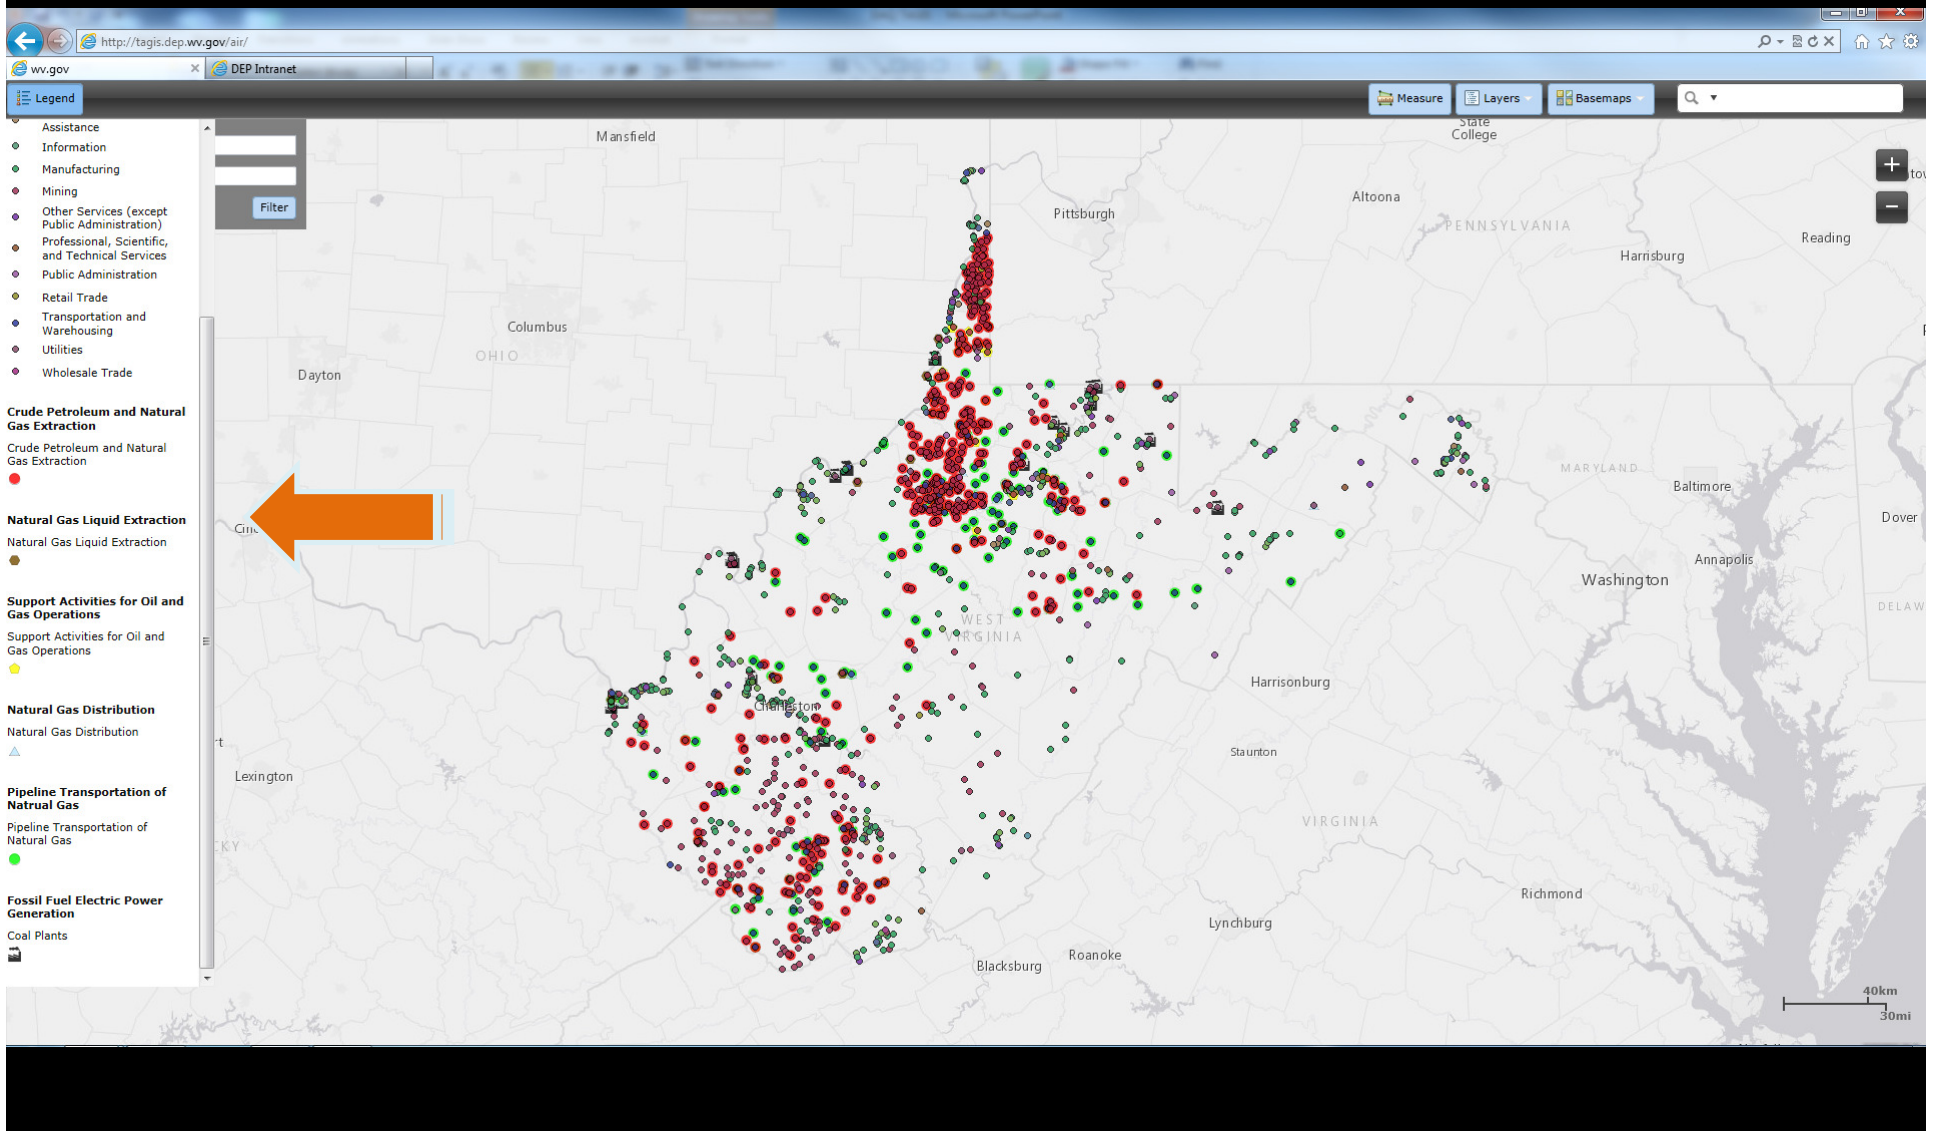 http://tagis.dep.wv.gov/air/
wv.gov
DEP Intranet
Legend
Measure
Layers
Basemaps
Assistance
Information
Manufacturing
Mining
Other Services (except
Public Administration)
Professional, Scientific,
and Technical Services
Public Administration
Retail Trade
Transportation and
Warehousing
Utilities
Wholesale Trade
Crude Petroleum and Natural
Gas Extraction
Crude Petroleum and Natural
Gas Extraction
Natural Gas Liquid Extraction
Natural Gas Liquid Extraction
Support Activities for Oil and
Gas Operations
Support Activities for Oil and
Gas Operations
Natural Gas Distribution
Natural Gas Distribution
Pipeline Transportation of
Natrual Gas
Pipeline Transportation of
Natural Gas
Fossil Fuel Electric Power
Generation
Coal Plants
Filter
Mansfield
State
College
Altoona
Pittsburgh
PENNSYLVANIA
Reading
Harrisburg
Columbus
OHIO
Dayton
MARYLAND
Baltimore
Dover
Annapolis
Washington
DELAW
WEST
VIRGINIA
Harrisonburg
Charleston
Staunton
Lexington
KY
VIRGINIA
Richmond
Lynchburg
Roanoke
Blacksburg
40km
30mi